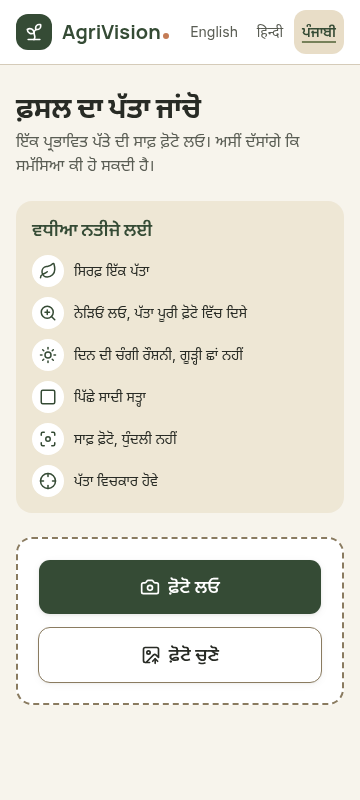 AgriVision
English
हिन्दी
ਪੰਜਾਬੀ
ਫ਼ਸਲ ਦਾ ਪੱਤਾ ਜਾਂਚੋ
ਇੱਕ ਪ੍ਰਭਾਵਿਤ ਪੱਤੇ ਦੀ ਸਾਫ਼ ਫ਼ੋਟੋ ਲਓ। ਅਸੀਂ ਦੱਸਾਂਗੇ ਕਿ
ਸਮੱਸਿਆ ਕੀ ਹੋ ਸਕਦੀ ਹੈ।
ਵਧੀਆ ਨਤੀਜੇ ਲਈ
ਸਿਰਫ਼ ਇੱਕ ਪੱਤਾ
ਨੇੜਿਓਂ ਲਓ, ਪੱਤਾ ਪੂਰੀ ਫ਼ੋਟੋ ਵਿੱਚ ਦਿਸੇ
ਦਿਨ ਦੀ ਚੰਗੀ ਰੌਸ਼ਨੀ, ਗੂੜ੍ਹੀ ਛਾਂ ਨਹੀਂ
ਪਿੱਛੇ ਸਾਦੀ ਸਤ੍ਹਾ
ਸਾਫ਼ ਫ਼ੋਟੋ, ਧੁੰਦਲੀ ਨਹੀਂ
ਪੱਤਾ ਵਿਚਕਾਰ ਹੋਵੇ
ਫ਼ੋਟੋ ਲਓ
ਫ਼ੋਟੋ ਚੁਣੋ